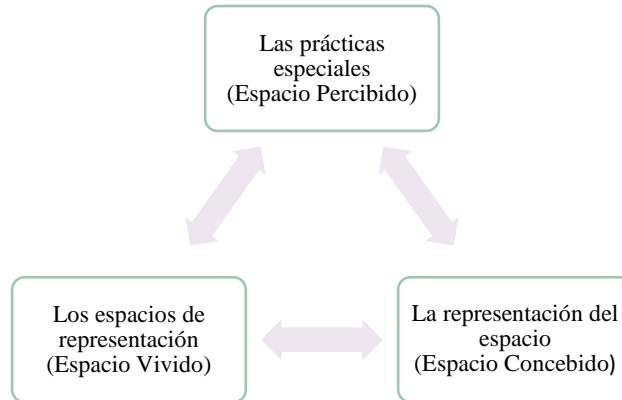 Las prácticas
especiales
(Espacio Percibido)
Los espacios de
representación
(Espacio Vivido)
La representación del
espacio
(Espacio Concebido)